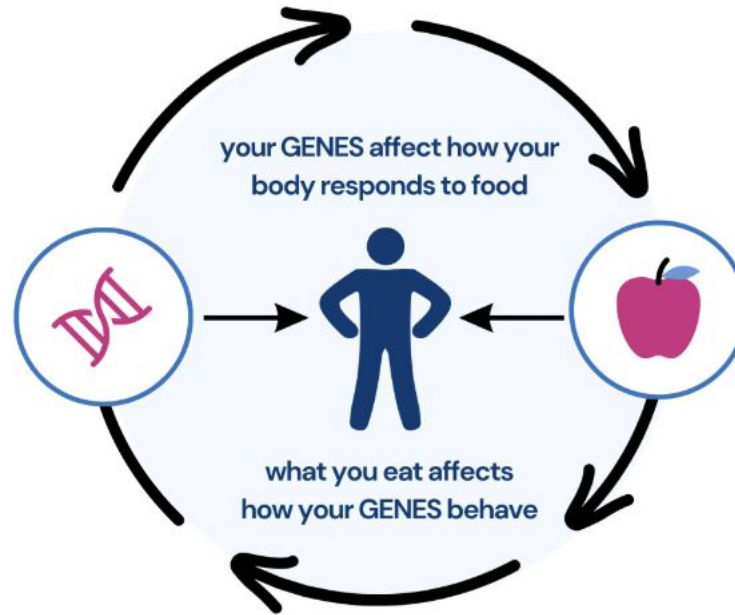 your GENES affect how your
body responds to food
what you eat affects
how your GENES behave